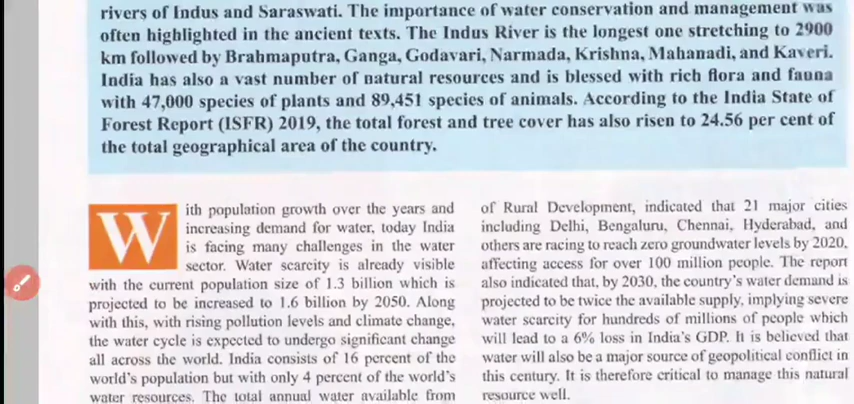 rivers of Indus and Saraswati. The importance of water conservation and management was
often highlighted in the ancient texts. The Indus River is the longest one stretching to 2900
km followed by Brahmaputra, Ganga, Godavari, Narmada, Krishna, Mahanadi, and Kaveri.
India has also a vast number of natural resources and is blessed with rich flora and fauna
with 47,000 species of plants and 89,451 species of animals. According to the India State of
Forest Report (ISFR) 2019, the total forest and tree cover has also risen to 24.56 per cent of
the total geographical area of the country.
With population growth over the years and
increasing demand for water, today India
is facing many challenges in the water
sector. Water scarcity is already visible
with the current population size of 1.3 billion which is
projected to be increased to 1.6 billion by 2050. Along
with this, with rising pollution levels and climate change,
the water cycle is expected to undergo significant change
all across the world. India consists of 16 percent of the
world's population but with only 4 percent of the world's
water resources. The total annual water available from
of Rural Development, indicated that 21 major cities
including Delhi, Bengaluru, Chennai, Hyderabad, and
others are racing to reach zero groundwater levels by 2020,
affecting access for over 100 million people. The report
also indicated that, by 2030, the country's water demand is
projected to be twice the available supply, implying severe
water scarcity for hundreds of millions of people which
will lead to a 6% loss in India's GDP. It is believed that
water will also be a major source of geopolitical conflict in
this century. It is therefore critical to manage this natural
resource well.